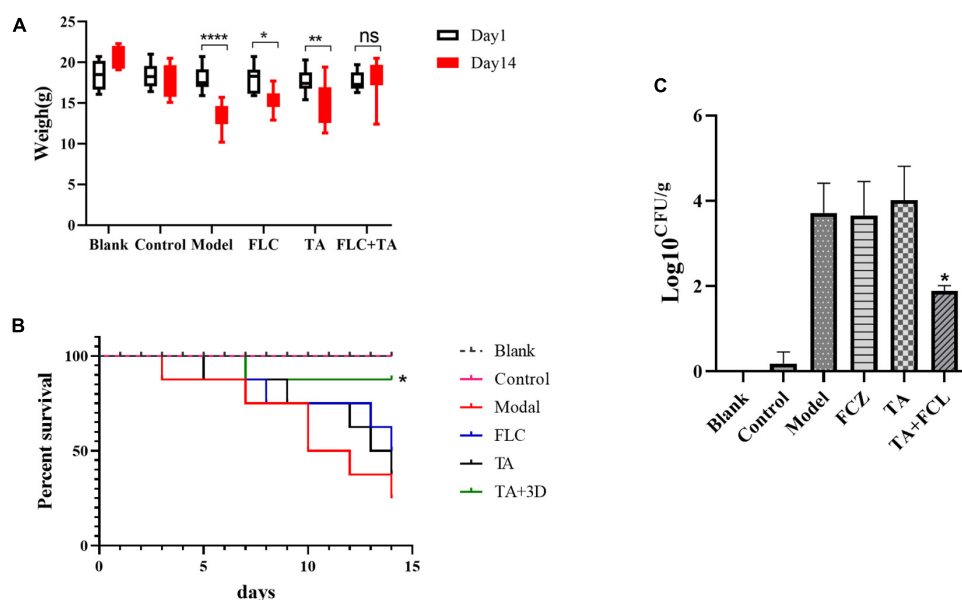 A
25
20
15
10
5
0
Weigh(g)
**** * ** ns
Blank Control Model FLC TA FLC+TA
Day1
Day14
B
100
50
0
Percent survival
*
0 5 10 15
days
Blank
Control
Modal
FLC
TA
TA+3D
C
6
4
2
0
Log10CFU/g
*
Blank Control Model FCZ TA TA+FCL